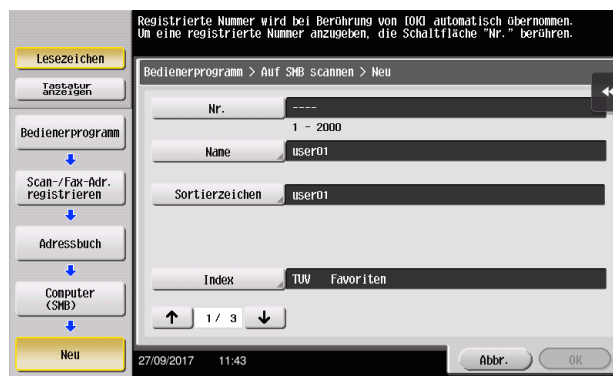 Registrierte Nummer wird bei Berührung von [OK] automatisch übernommen.
Um eine registrierte Nummer anzugeben, die Schaltfläche "Nr." berühren.
Lesezeichen
Tastatur
anzeigen
Bedienerprogramm
Scan-/Fax-Adr.
registrieren
Adressbuch
Computer
(SMB)
Neu
Bedienerprogramm > Auf SMB scannen > Neu
Nr. ----
1 - 2000
Name user01
Sortierzeichen user01
Index TUV Favoriten
↑ 1/ 3 ↓
27/09/2017 11:43
Abbr. OK